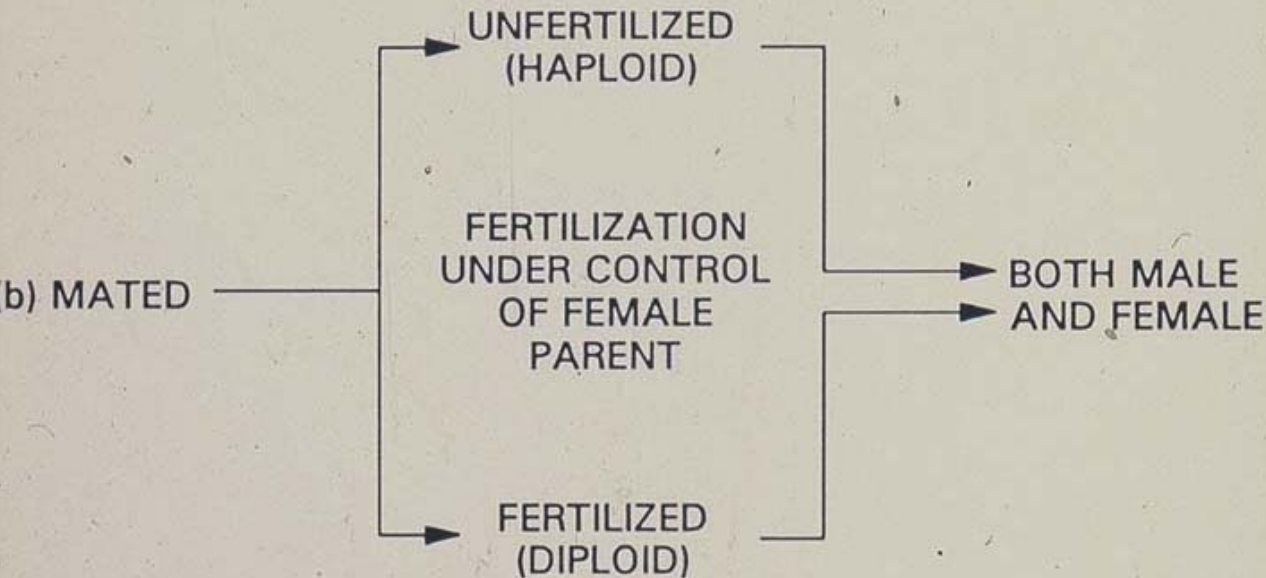 UNFERTILIZED
(HAPLOID)
FERTILIZATION
UNDER CONTROL
OF FEMALE
PARENT
(b) MATED
BOTH MALE
AND FEMALE
FERTILIZED
(DIPLOID)